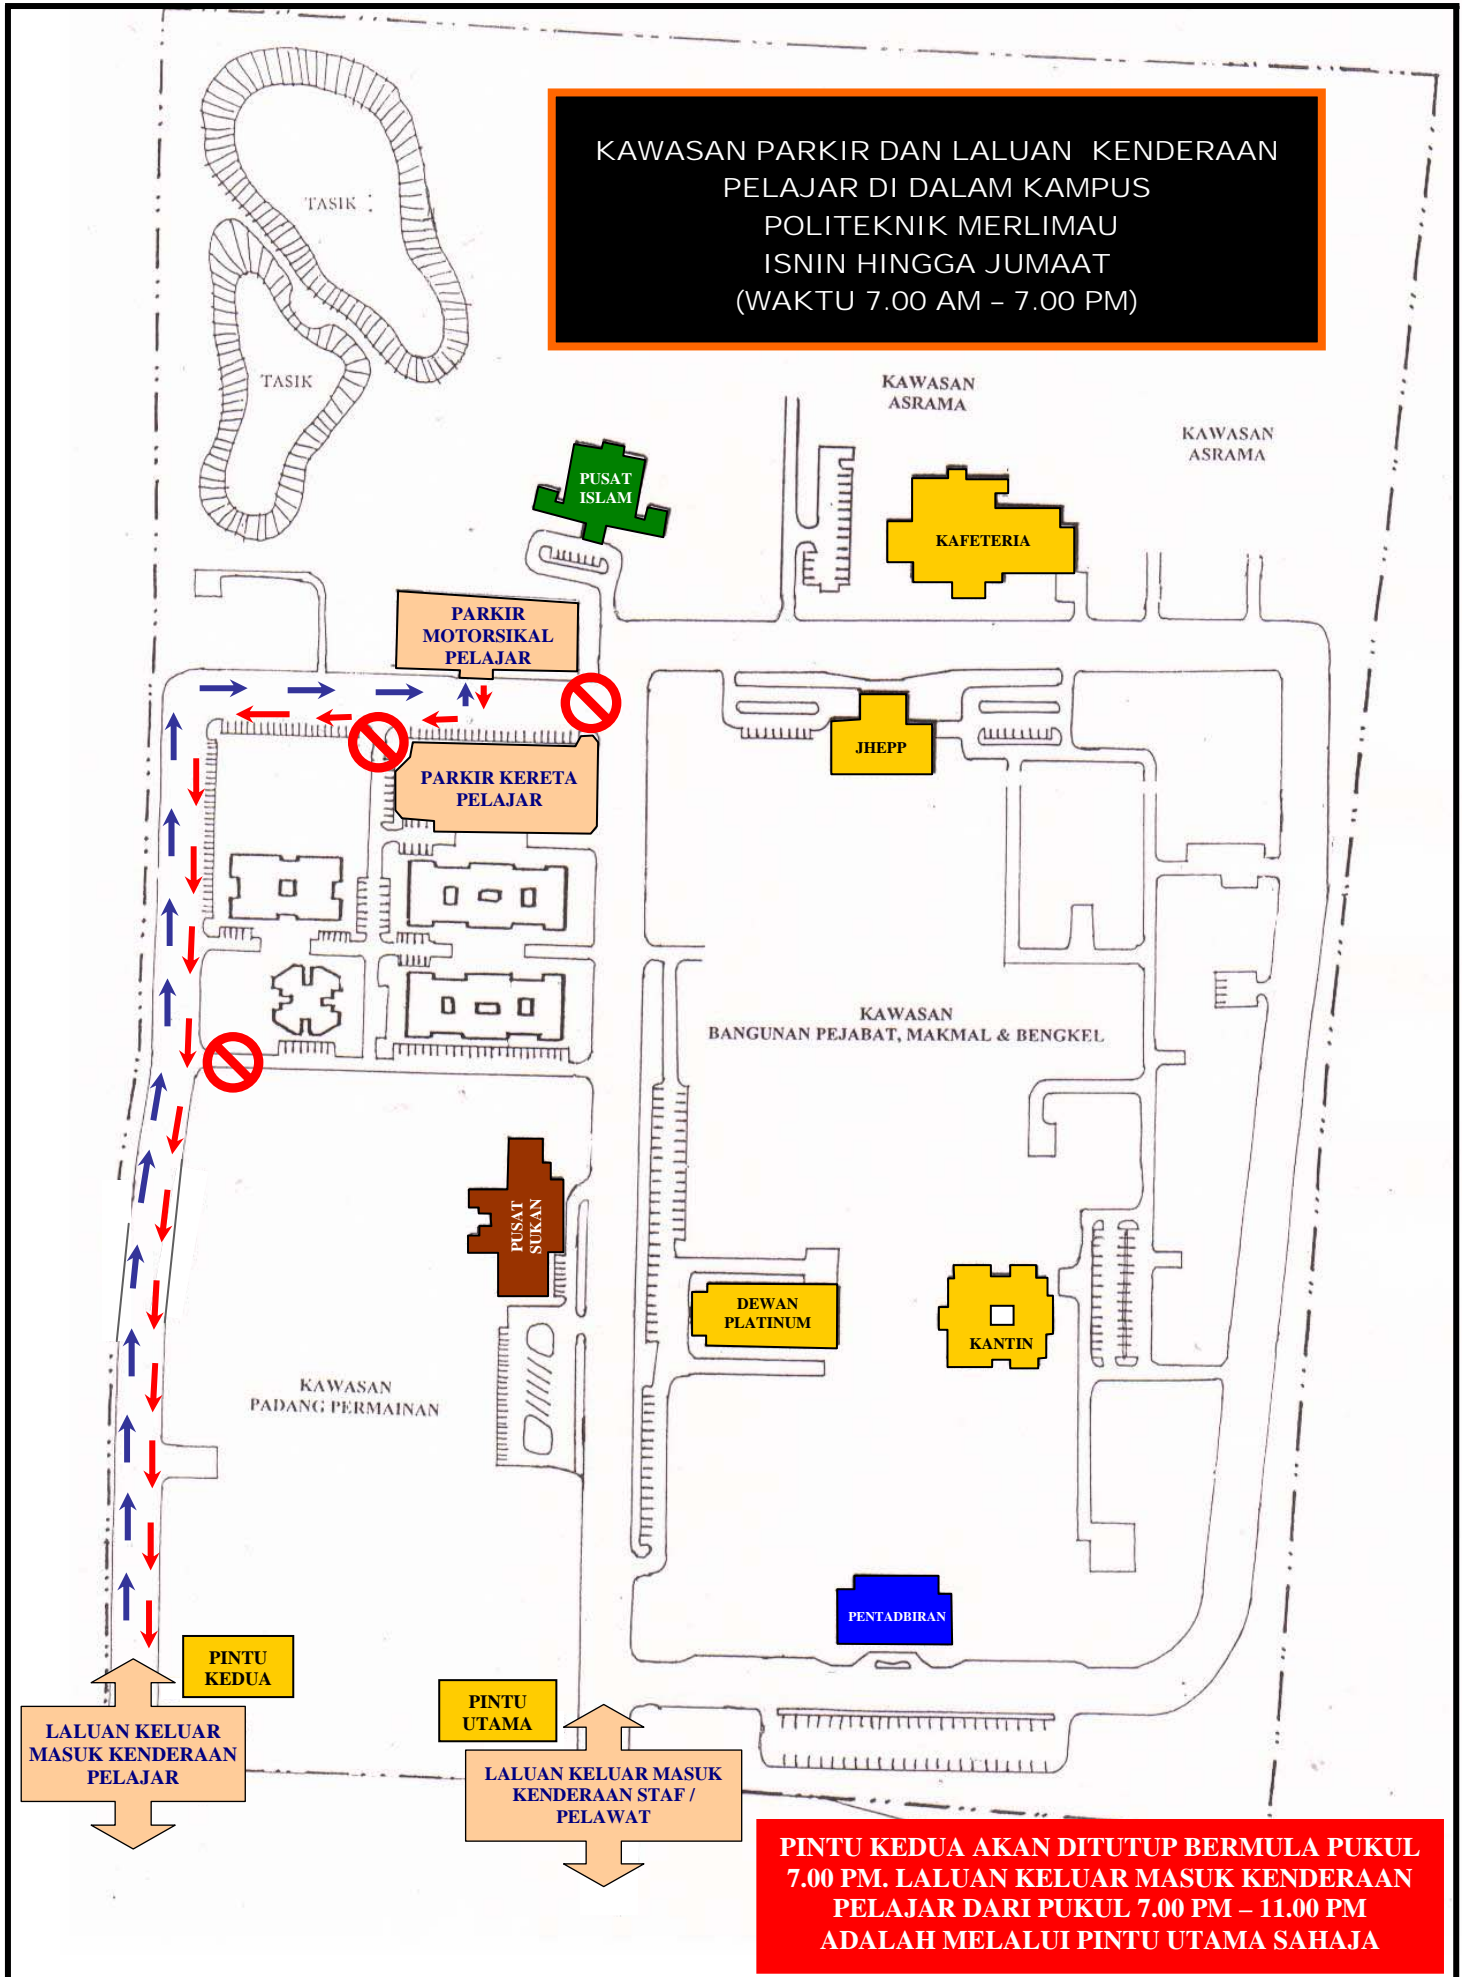 KAWASAN PARKIR DAN LALUAN KENDERAAN
PELAJAR DI DALAM KAMPUS
POLITEKNIK MERLIMAU
ISNIN HINGGA JUMAAT
(WAKTU 7.00 AM – 7.00 PM)
TASIK
TASIK
KAWASAN
ASRAMA
KAWASAN
ASRAMA
PUSAT
ISLAM
KAFETERIA
PARKIR
MOTORSIKAL
PELAJAR
JHEPP
PARKIR KERETA
PELAJAR
KAWASAN
BANGUNAN PEJABAT, MAKMAL & BENGKEL
PUSAT
SUKAN
DEWAN
PLATINUM
KANTIN
KAWASAN
PADANG PERMAINAN
PENTADBIRAN
PINTU
KEDUA
PINTU
UTAMA
LALUAN KELUAR
MASUK KENDERAAN
PELAJAR
LALUAN KELUAR MASUK
KENDERAAN STAF /
PELAWAT
PINTU KEDUA AKAN DITUTUP BERMULA PUKUL
7.00 PM. LALUAN KELUAR MASUK KENDERAAN
PELAJAR DARI PUKUL 7.00 PM – 11.00 PM
ADALAH MELALUI PINTU UTAMA SAHAJA